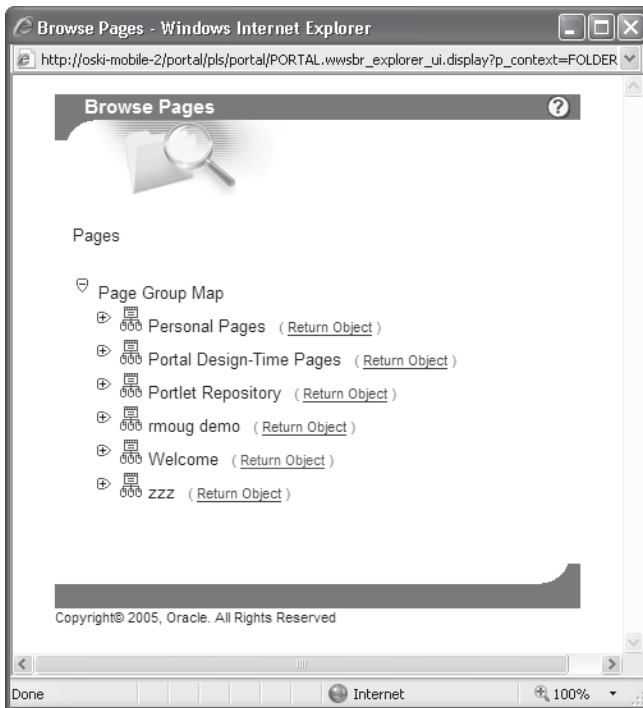 Browse Pages - Windows Internet Explorer
http://oski-mobile-2/portal/pls/portal/PORTAL.wwsbr_explorer_ui.display?p_context=FOLDER
Browse Pages ?
Pages
Page Group Map
Personal Pages ( Return Object )
Portal Design-Time Pages ( Return Object )
Portlet Repository ( Return Object )
rmoug demo ( Return Object )
Welcome ( Return Object )
zzz ( Return Object )
Copyright© 2005, Oracle. All Rights Reserved
Done Internet 100%